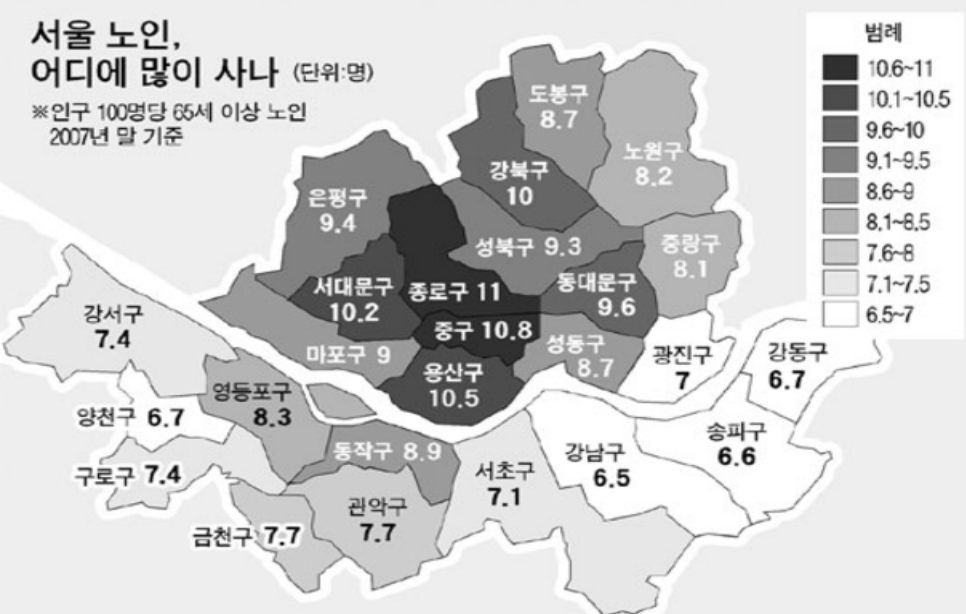 서울 노인,
어디에 많이 사나 (단위:명)
※인구 100명당 65세 이상 노인
2007년 말 기준
범례
10.6~11
10.1~10.5
9.6~10
9.1~9.5
8.6~9
8.1~8.5
7.6~8
7.1~7.5
6.5~7
도봉구
8.7
노원구
8.2
강북구
10
은평구
9.4
성북구 9.3
중랑구
8.1
서대문구
10.2
종로구 11
동대문구
9.6
중구 10.8
강서구
7.4
마포구 9
용산구
10.5
성동구
8.7
광진구
7
강동구
6.7
양천구 6.7
영등포구
8.3
송파구
6.6
구로구 7.4
동작구 8.9
서초구
7.1
강남구
6.5
금천구 7.7
관악구
7.7